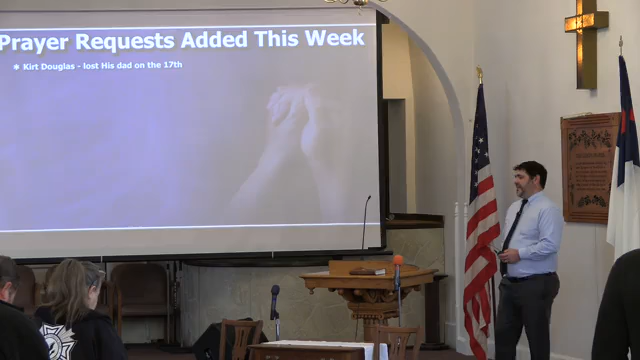 Prayer Requests Added This Week
* Kirt Douglas - lost His dad on the 17th